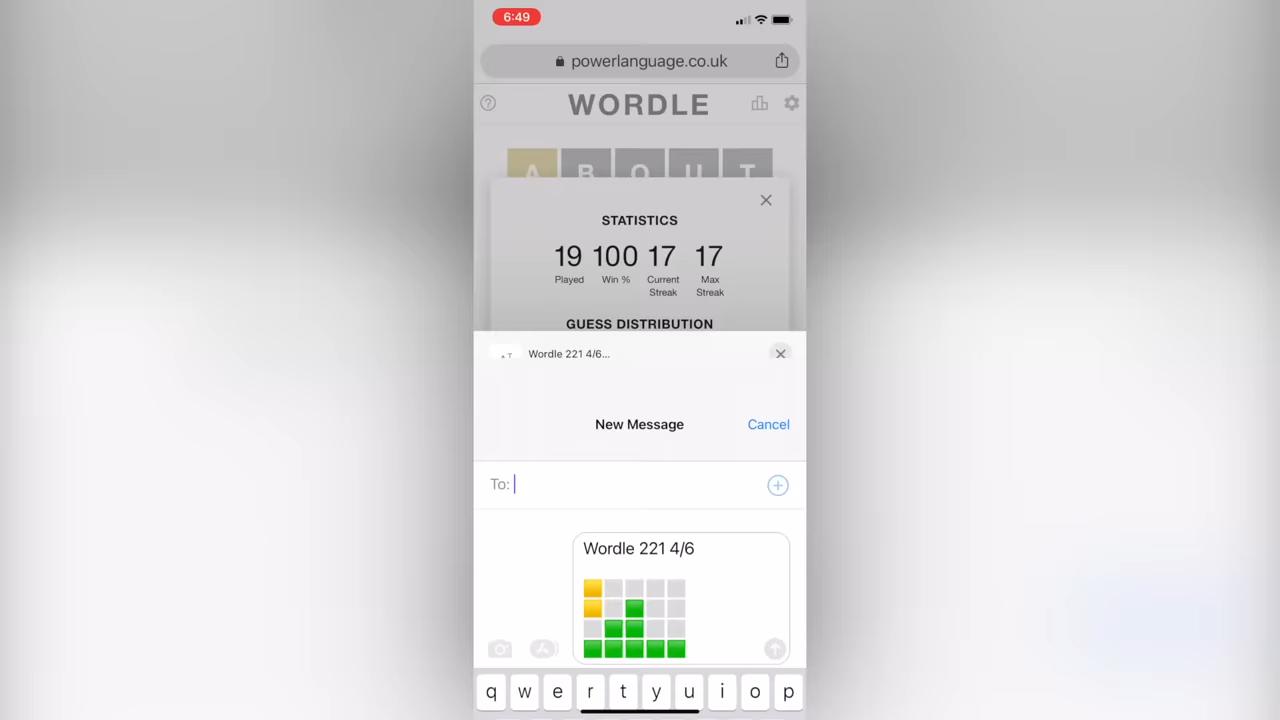 6:49
powerlanguage.co.uk
WORDLE
A B O U T
STATISTICS
19 100 17 17
Played Win % Current Streak Max Streak
GUESS DISTRIBUTION
Wordle 221 4/6...
New Message Cancel
To:
Wordle 221 4/6
q w e r t y u i o p